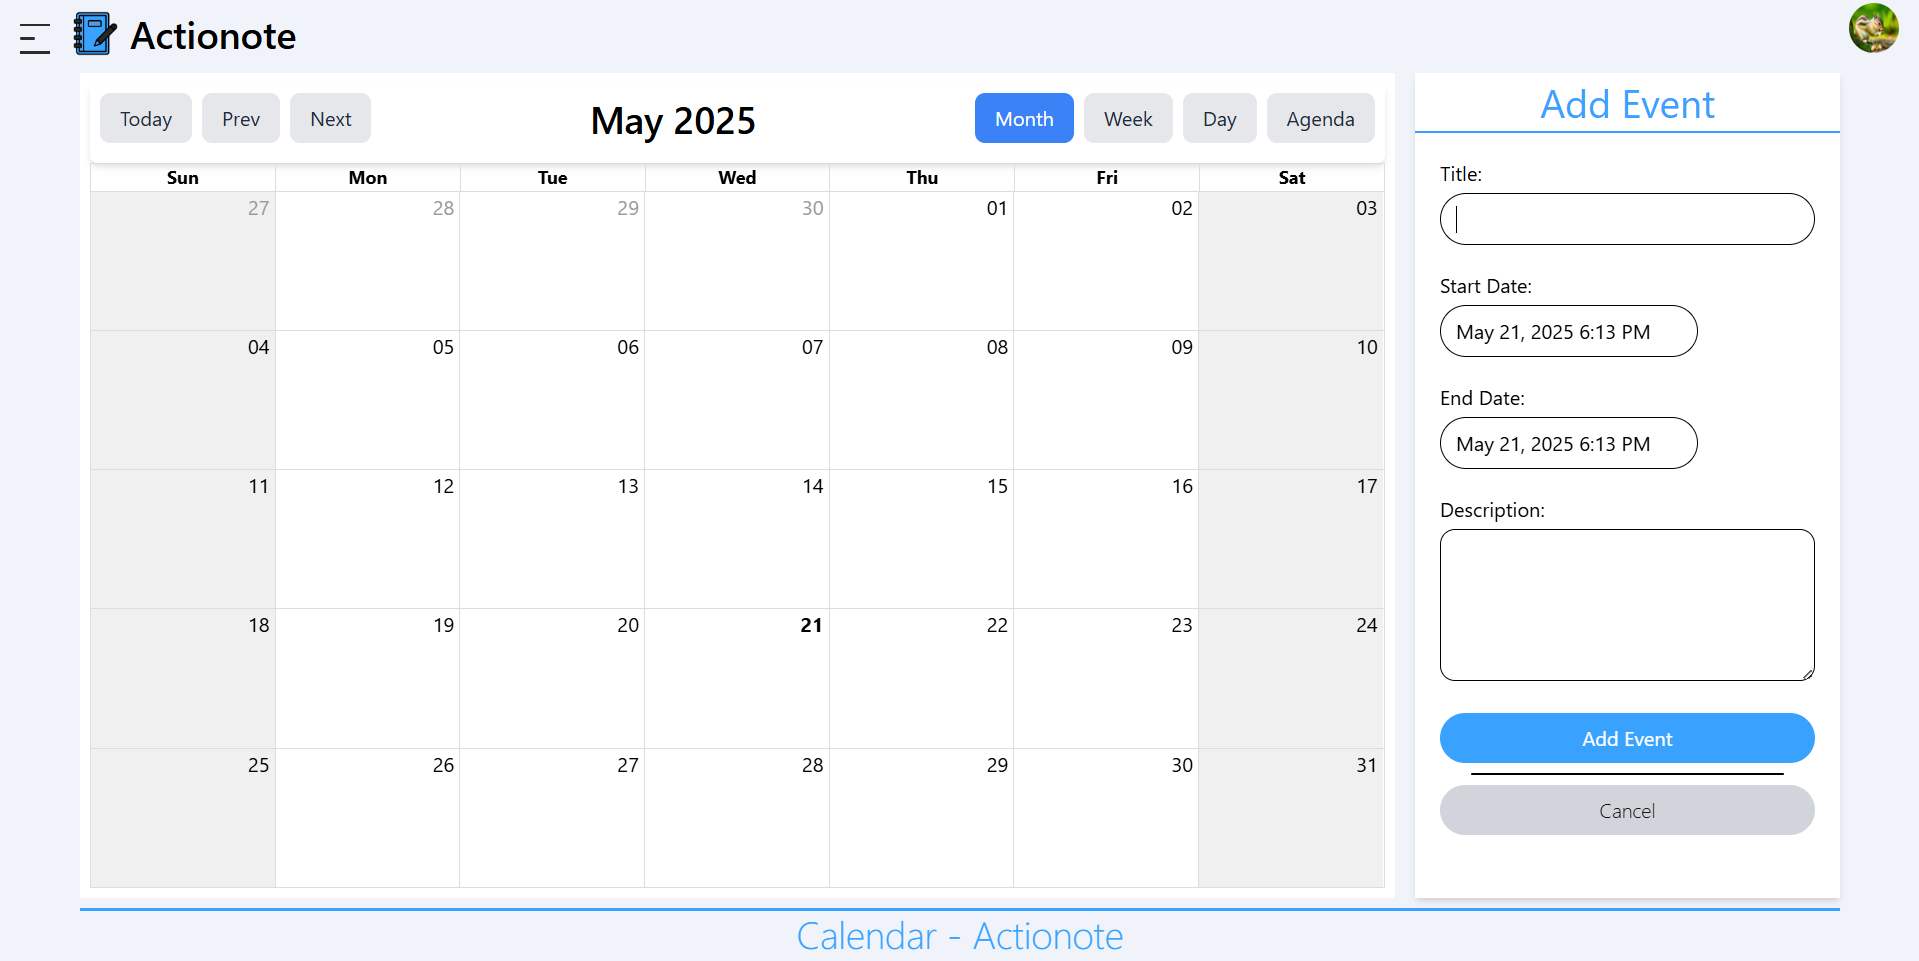 Actionote
Today Prev Next May 2025 Month Week Day Agenda
Sun Mon Tue Wed Thu Fri Sat
27 28 29 30 01 02 03
04 05 06 07 08 09 10
11 12 13 14 15 16 17
18 19 20 21 22 23 24
25 26 27 28 29 30 31
Add Event
Title:
Start Date:
May 21, 2025 6:13 PM
End Date:
May 21, 2025 6:13 PM
Description:
Add Event
Cancel
Calendar - Actionote